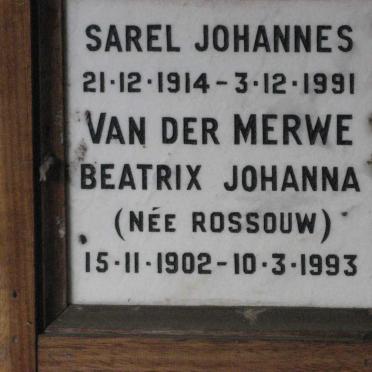 SAREL JOHANNES
21·12·1914–3·12·1991
VAN DER MERWE
BEATRIX JOHANNA
(NÉE ROSSOUW)
15·11·1902–10·3·1993